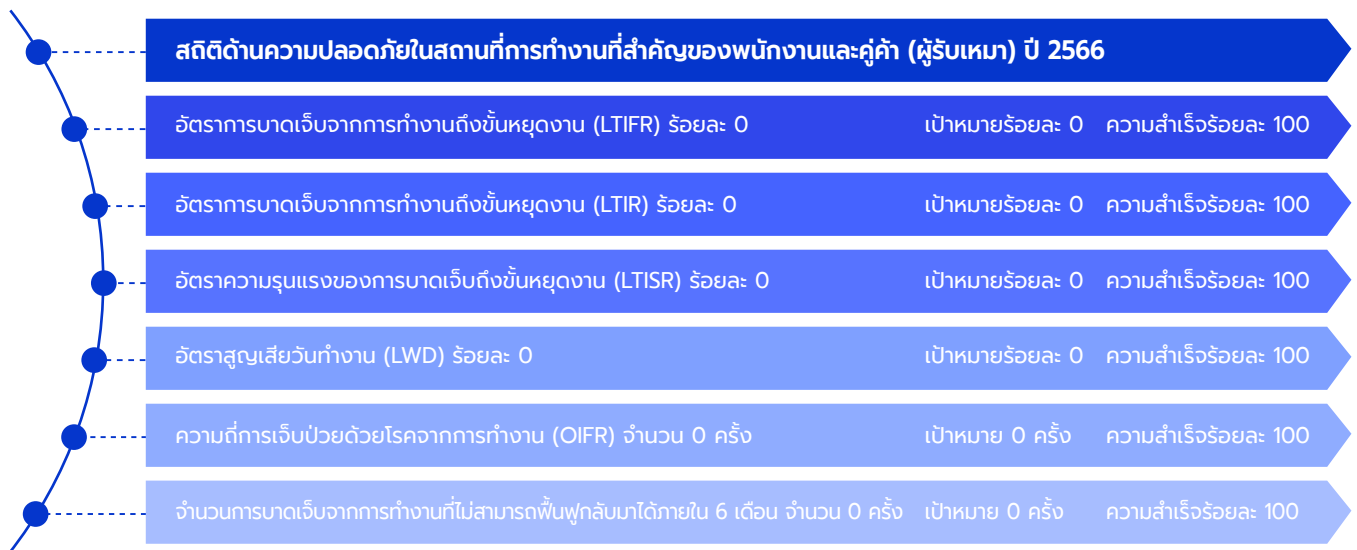 สถิติด้านความปลอดภัยในสถานที่การทำงานที่สำคัญของพนักงานและคู่ค้า (ผู้รับเหมา) ปี 2566
อัตราการบาดเจ็บจากการทำงานถึงขั้นหยุดงาน (LTIFR) ร้อยละ 0 เป้าหมายร้อยละ 0 ความสำเร็จร้อยละ 100
อัตราการบาดเจ็บจากการทำงานถึงขั้นหยุดงาน (LTIR) ร้อยละ 0 เป้าหมายร้อยละ 0 ความสำเร็จร้อยละ 100
อัตราความรุนแรงของการบาดเจ็บถึงขั้นหยุดงาน (LTISR) ร้อยละ 0 เป้าหมายร้อยละ 0 ความสำเร็จร้อยละ 100
อัตราสูญเสียวันทำงาน (LWD) ร้อยละ 0 เป้าหมายร้อยละ 0 ความสำเร็จร้อยละ 100
ความถี่การเจ็บป่วยด้วยโรคจากการทำงาน (OIFR) จำนวน 0 ครั้ง เป้าหมาย 0 ครั้ง ความสำเร็จร้อยละ 100
จำนวนการบาดเจ็บจากการทำงานที่ไม่สามารถฟื้นฟูกลับมาได้ภายใน 6 เดือน จำนวน 0 ครั้ง เป้าหมาย 0 ครั้ง ความสำเร็จร้อยละ 100